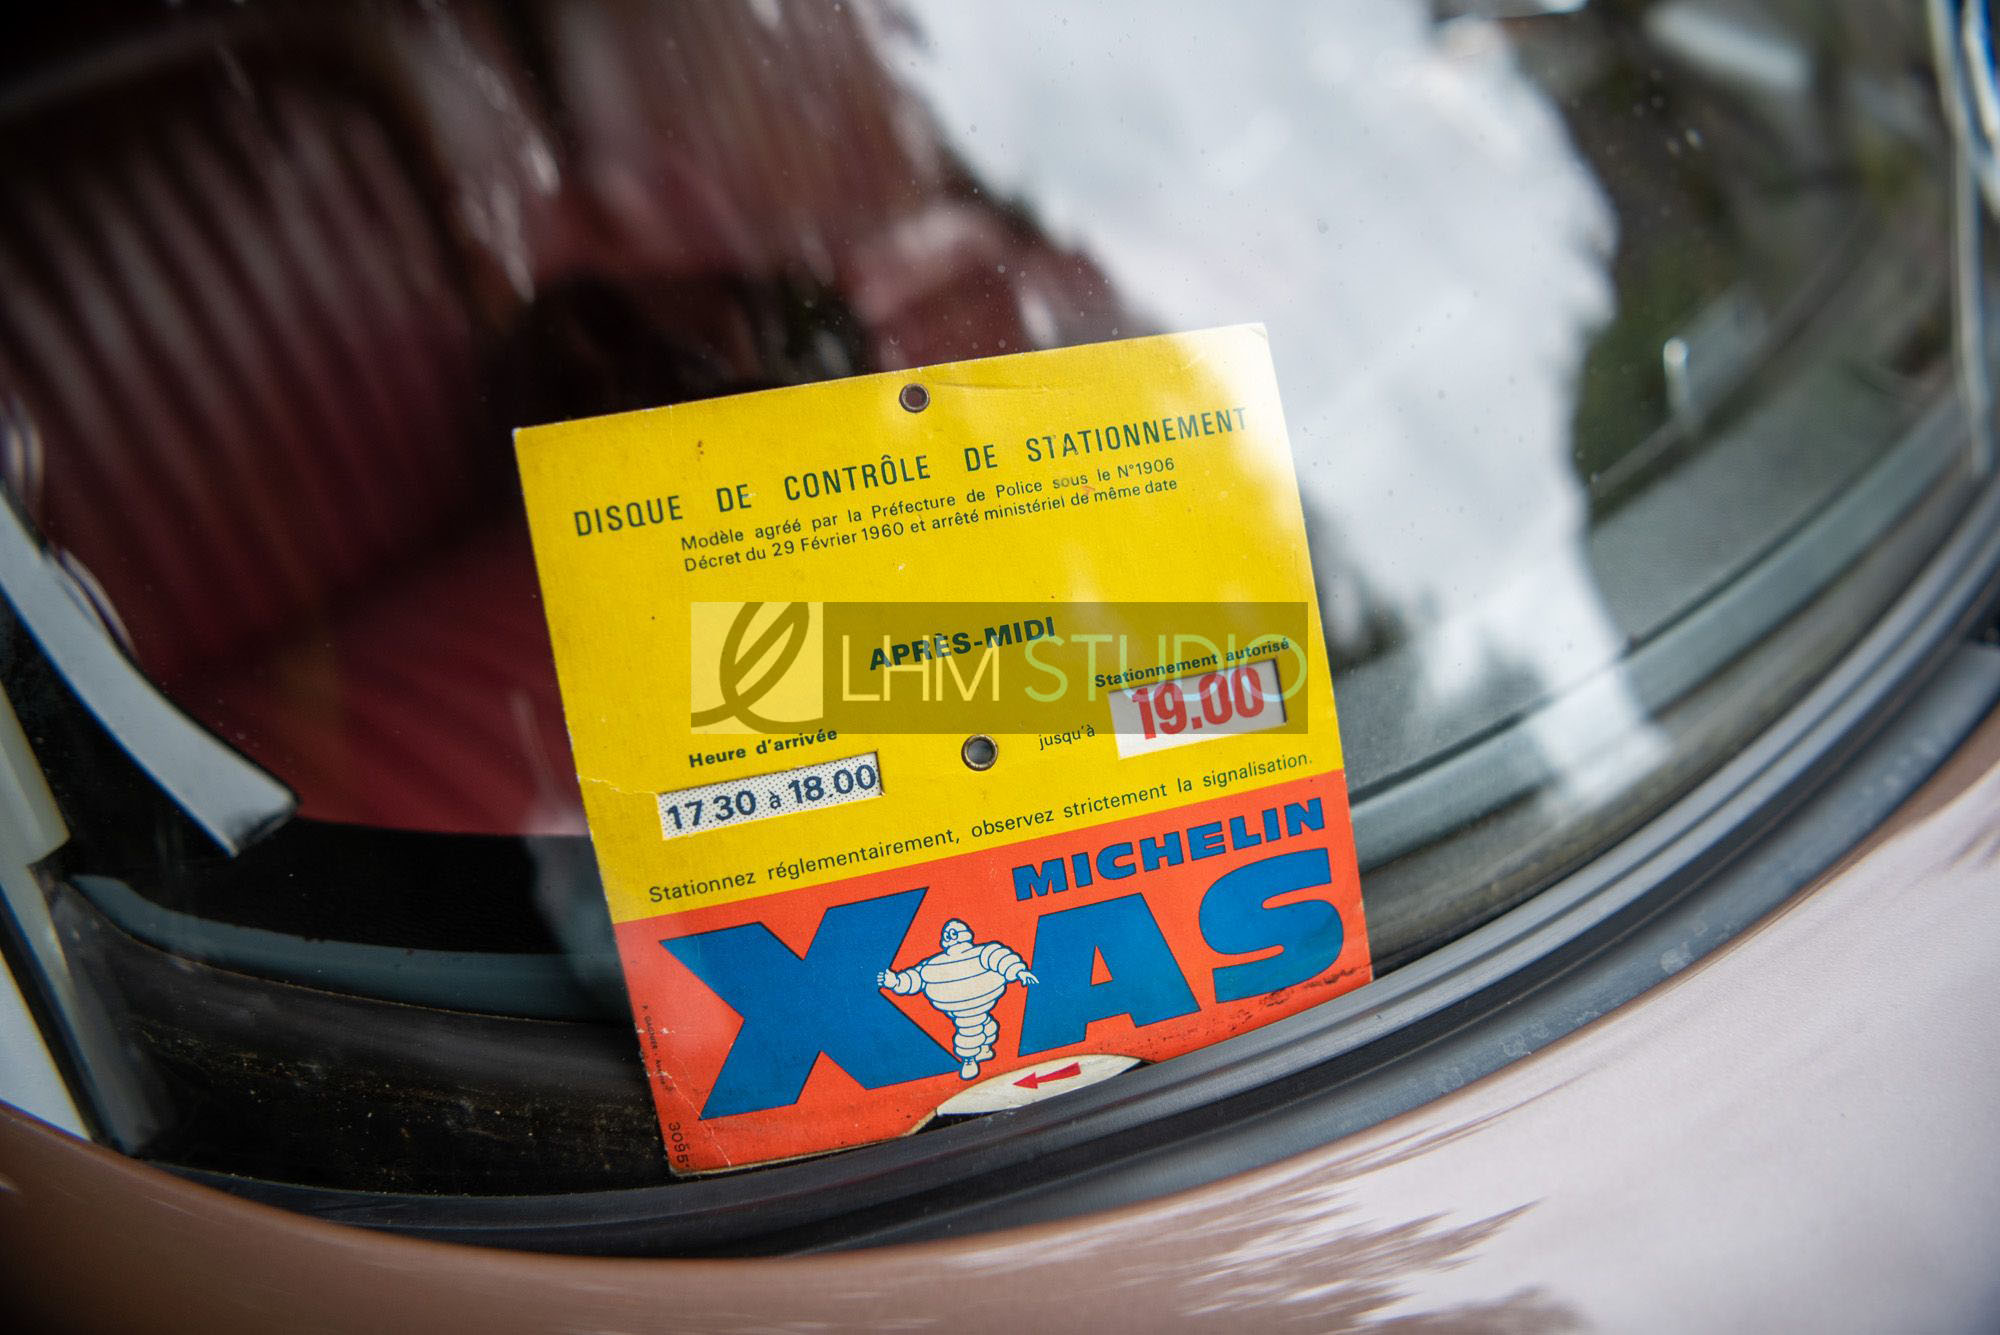 DISQUE DE CONTRÔLE DE STATIONNEMENT
Modèle agréé par la Préfecture de Police sous le N°1906
Décret du 29 Février 1960 et arrêté ministériel de même date
APRÈS-MIDI
LHM STUDIO
Stationnement autorisé
Heure d'arrivée
jusqu'à 19.00
17 30 à 18.00
Stationnez réglementairement, observez strictement la signalisation.
MICHELIN
XAS
3095